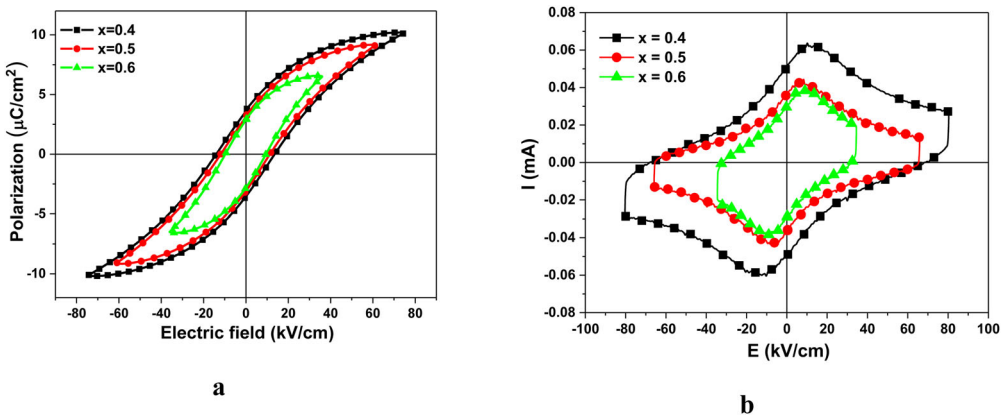 x=0.4
x=0.5
x=0.6
10
5
0
-5
-10
Polarization (μC/cm²)
-80 -60 -40 -20 0 20 40 60 80
Electric field (kV/cm)
a
x = 0.4
x = 0.5
x = 0.6
0.08
0.06
0.04
0.02
0.00
-0.02
-0.04
-0.06
-0.08
I (mA)
-100 -80 -60 -40 -20 0 20 40 60 80 100
E (kV/cm)
b